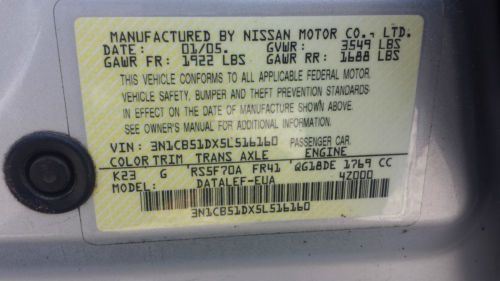 MANUFACTURED BY NISSAN MOTOR CO., LTD.
DATE: 01/05. GVWR: 3549 LBS
GAWR FR: 1922 LBS GAWR RR: 1688 LBS
THIS VEHICLE CONFORMS TO ALL APPLICABLE FEDERAL MOTOR
VEHICLE SAFETY, BUMPER AND THEFT PREVENTION STANDARDS
IN EFFECT ON THE DATE OF MANUFACTURE SHOWN ABOVE.
SEE OWNER'S MANUAL FOR ADDITIONAL INFORMATION.
VIN: 3N1CB51DX5L516160 PASSENGER CAR
COLOR TRIM TRANS AXLE ENGINE
K23 G RS5F70A FR41 QG18DE 1769 CC
MODEL: DATALEF-EUA 4Z000
3N1CB51DX5L516160